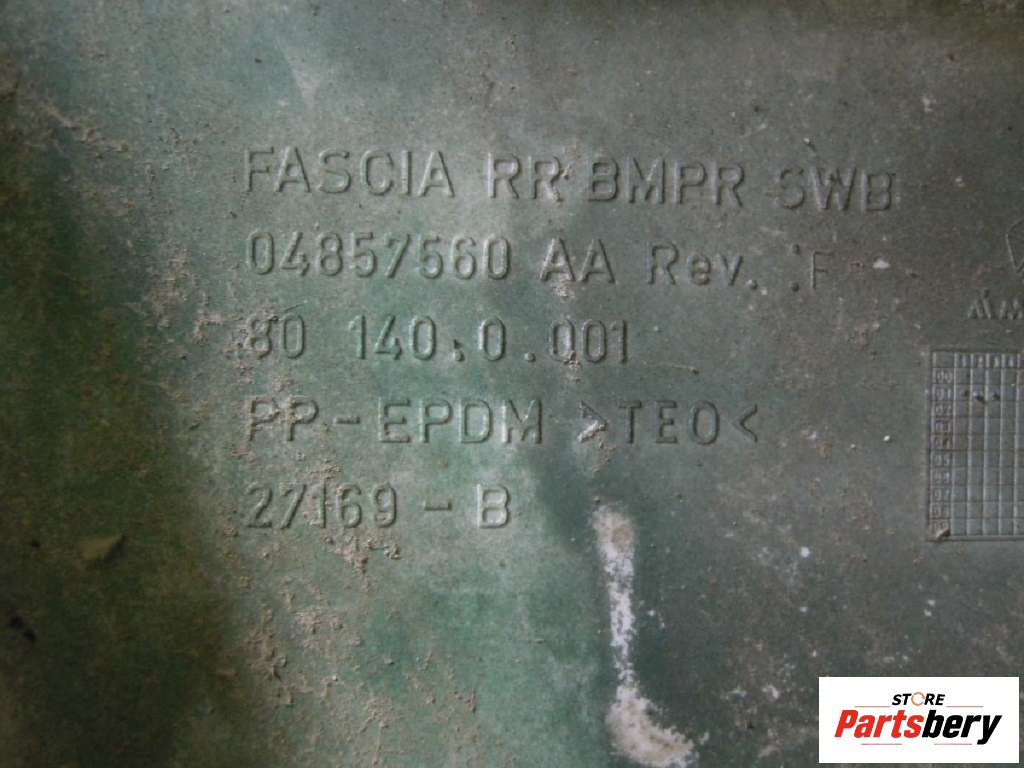 FASCIA RR BMPR SWB
04857560 AA Rev. F
80 140.0.001
PP-EPDM >TEO<
27169-B
STORE
Partsbery